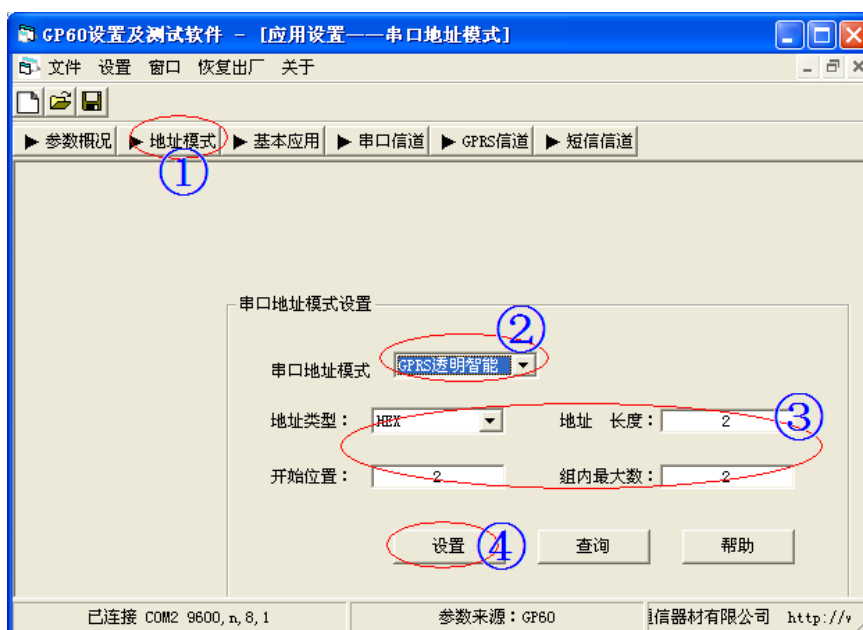 GP60设置及测试软件 - [应用设置——串口地址模式]
文件 设置 窗口 恢复出厂 关于
参数概况 地址模式 基本应用 串口信道 GPRS信道 短信信道
①
串口地址模式设置
②
串口地址模式 GPRS透明智能
地址类型: HEX 地址 长度: 2 ③
开始位置: 2 组内最大数: 2
设置 ④ 查询 帮助
已连接 COM2 9600,n,8,1 参数来源:GP60 信器材有限公司 http://